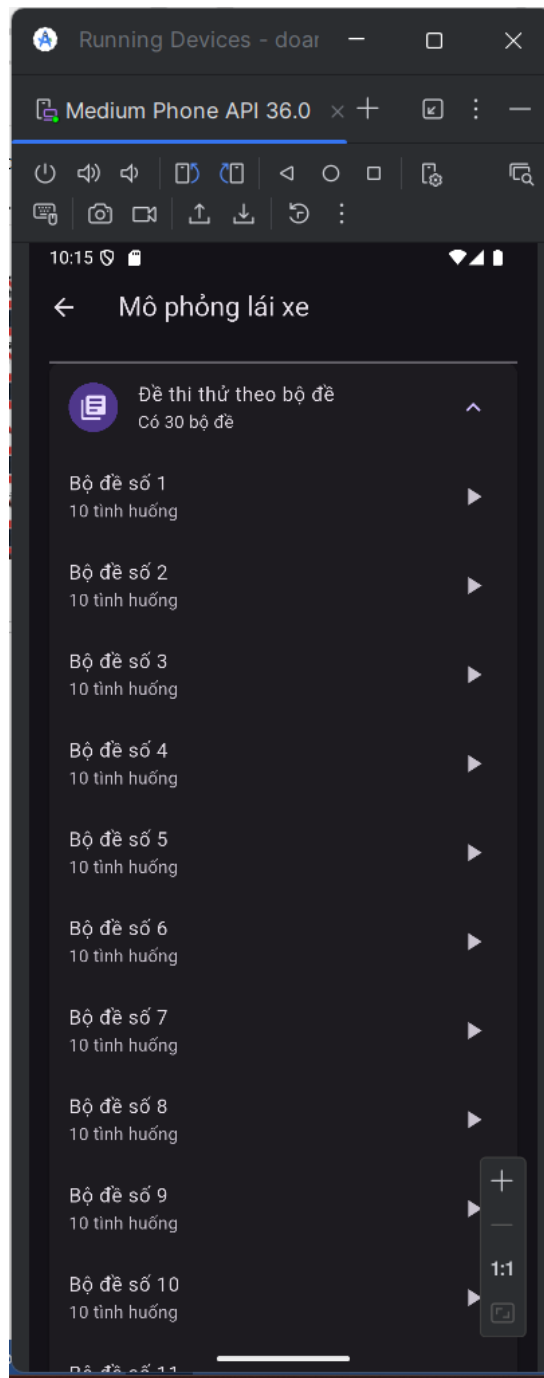 Running Devices - doar
Medium Phone API 36.0
10:15
Mô phỏng lái xe
Đề thi thử theo bộ đề
Có 30 bộ đề
Bộ đề số 1
10 tình huống
Bộ đề số 2
10 tình huống
Bộ đề số 3
10 tình huống
Bộ đề số 4
10 tình huống
Bộ đề số 5
10 tình huống
Bộ đề số 6
10 tình huống
Bộ đề số 7
10 tình huống
Bộ đề số 8
10 tình huống
Bộ đề số 9
10 tình huống
1:1
Bộ đề số 10
10 tình huống
Bộ đề số 11